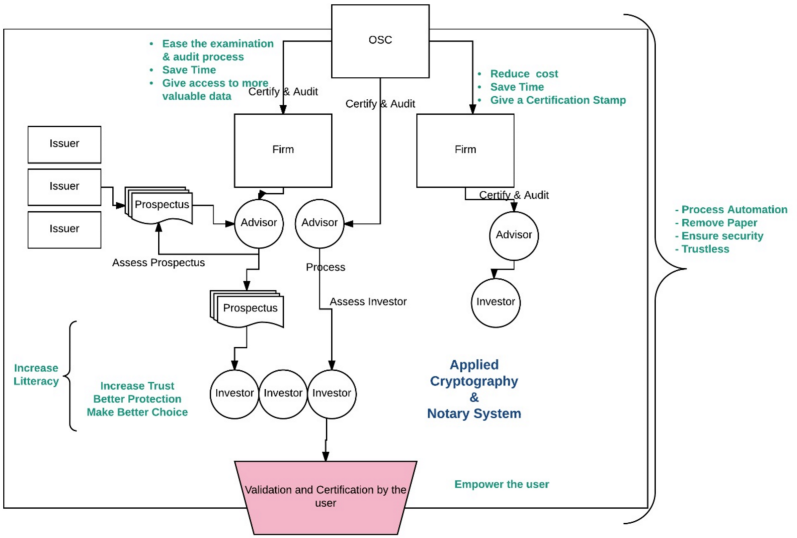 OSC
• Ease the examination
& audit process
• Save Time
• Give access to more
valuable data
Certify & Audit
Certify & Audit
• Reduce cost
• Save Time
• Give a Certification Stamp
Issuer
Issuer
Issuer
Firm
Firm
Prospectus
Advisor
Advisor
Certify & Audit
Advisor
- Process Automation
- Remove Paper
- Ensure security
- Trustless
Assess Prospectus
Process
Prospectus
Assess Investor
Investor
Increase
Litteracy
Increase Trust
Better Protection
Make Better Choice
Investor
Investor
Investor
Applied
Cryptography
&
Notary System
Validation and Certification by the
user
Empower the user